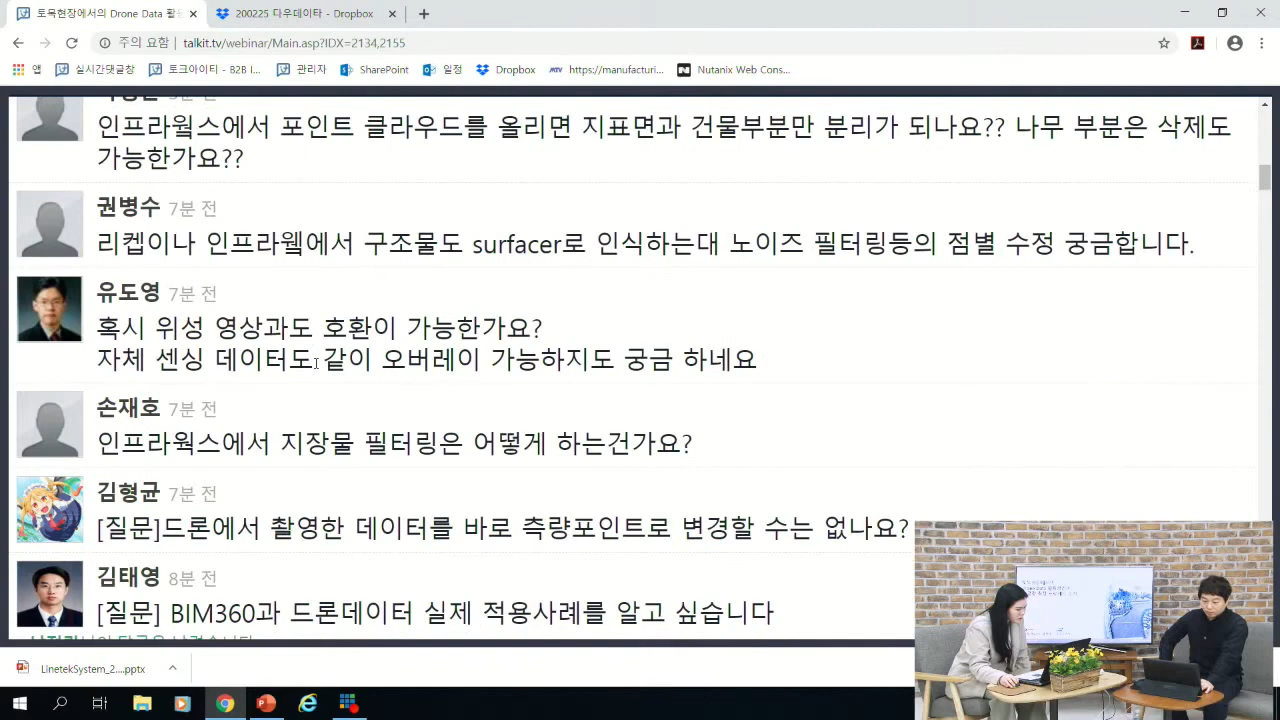 토목현장에서의 Drone Data 활
200225 다우데이타 - Dropbox
주의 요함 | talkit.tv/webinar/Main.asp?IDX=2134,2155
앱
실시간댓글창
토크아이티 - B2B I...
관리자
SharePoint
일정
Dropbox
https://manufacturi...
Nutanix Web Cons...
인프라웤스에서 포인트 클라우드를 올리면 지표면과 건물부분만 분리가 되나요?? 나무 부분은 삭제도
가능한가요??
권병수 7분 전
리켑이나 인프라웤에서 구조물도 surfacer로 인식하는대 노이즈 필터링등의 점별 수정 궁금합니다.
유도영 7분 전
혹시 위성 영상과도 호환이 가능한가요?
자체 센싱 데이터도 같이 오버레이 가능하지도 궁금 하네요
손재호 7분 전
인프라웍스에서 지장물 필터링은 어떻게 하는건가요?
김형균 7분 전
[질문]드론에서 촬영한 데이터를 바로 측량포인트로 변경할 수는 없나요?
김태영 8분 전
[질문] BIM360과 드론데이터 실제 적용사례를 알고 싶습니다
LinetekSystem_2....pptx